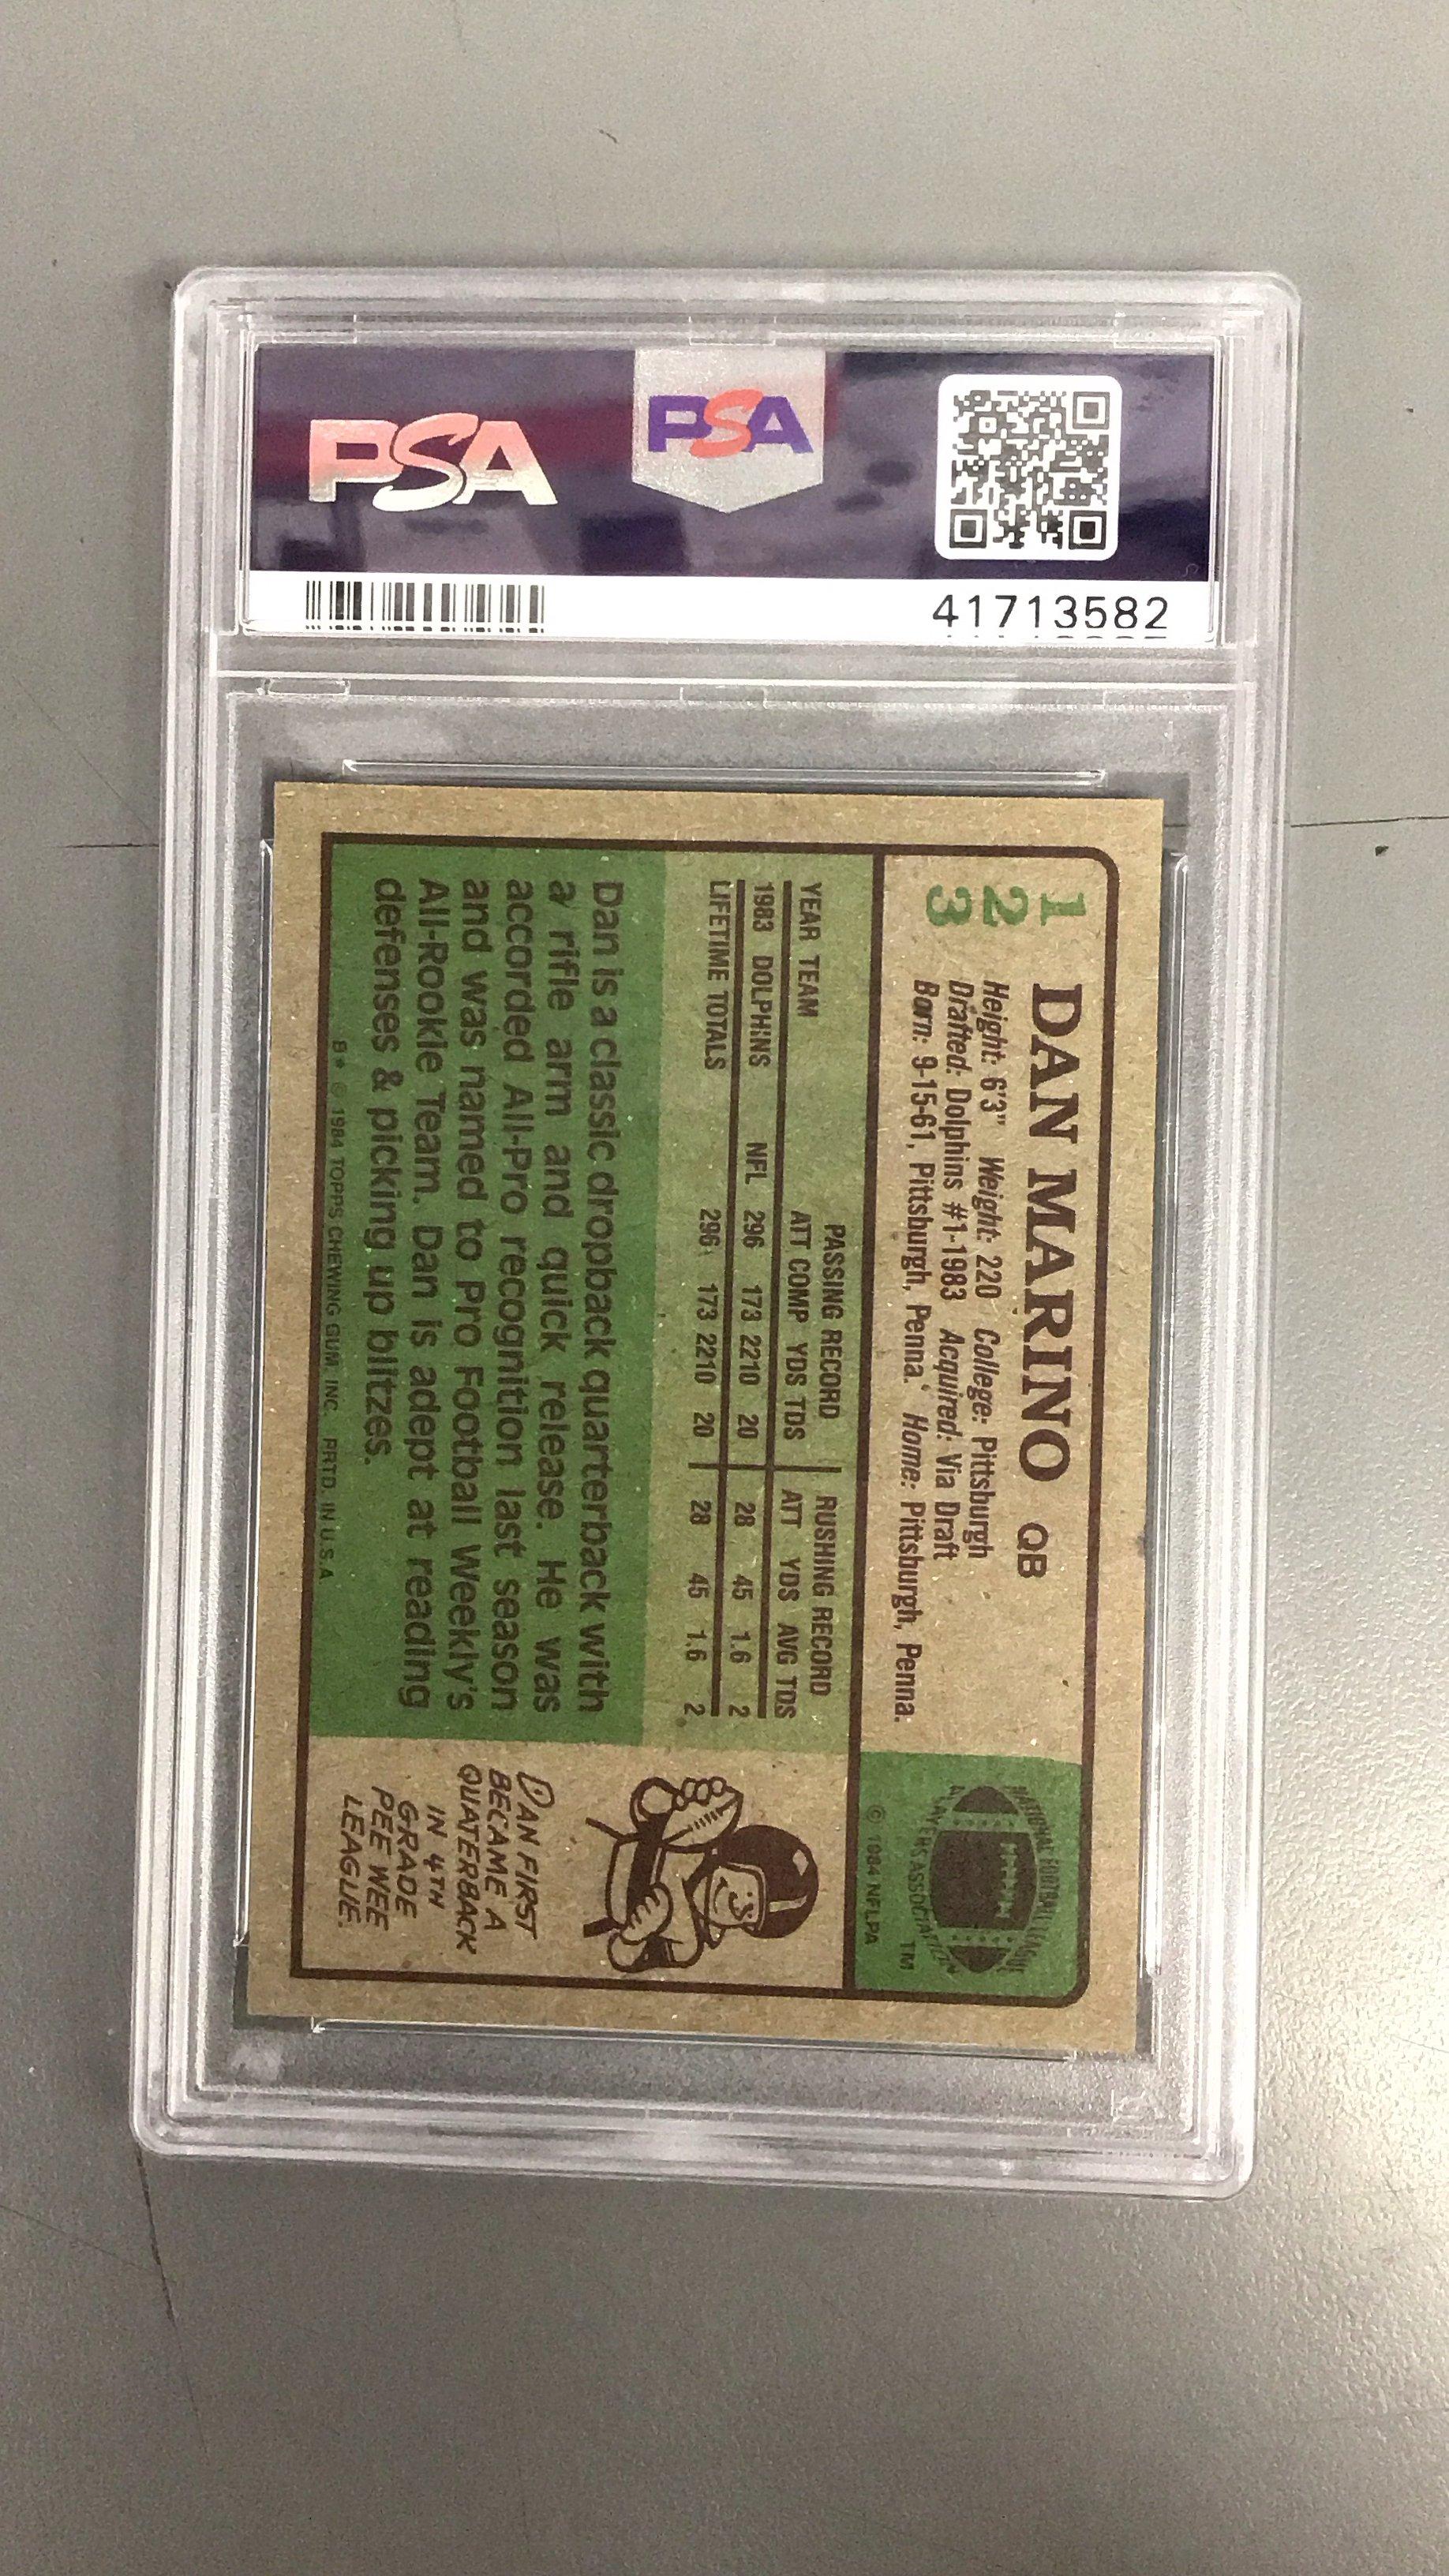 PSA
PSA
41713582
123
DAN MARINO QB
Height: 6'3" Weight: 220 College: Pittsburgh
Drafted: Dolphins #1-1983 Acquired: Via Draft
Born: 9-15-61, Pittsburgh, Penna. Home: Pittsburgh, Penna.
NATIONAL FOOTBALL LEAGUE
PLAYERS ASSOCIATION
TM
© 1984 NFLPA
PASSING RECORD RUSHING RECORD
YEAR TEAM ATT COMP YDS TDS ATT YDS AVG TDS
1983 DOLPHINS NFL 296 173 2210 20 28 45 1.6 2
LIFETIME TOTALS 296 173 2210 20 28 45 1.6 2
Dan is a classic dropback quarterback with
a rifle arm and quick release. He was
accorded All-Pro recognition last season
and was named to Pro Football Weekly's
All-Rookie Team. Dan is adept at reading
defenses & picking up blitzes.
B* © 1984 TOPPS CHEWING GUM, INC. PRTD. IN U.S.A.
DAN FIRST
BECAME A
QUATERBACK
IN 4TH
GRADE
PEE WEE
LEAGUE.